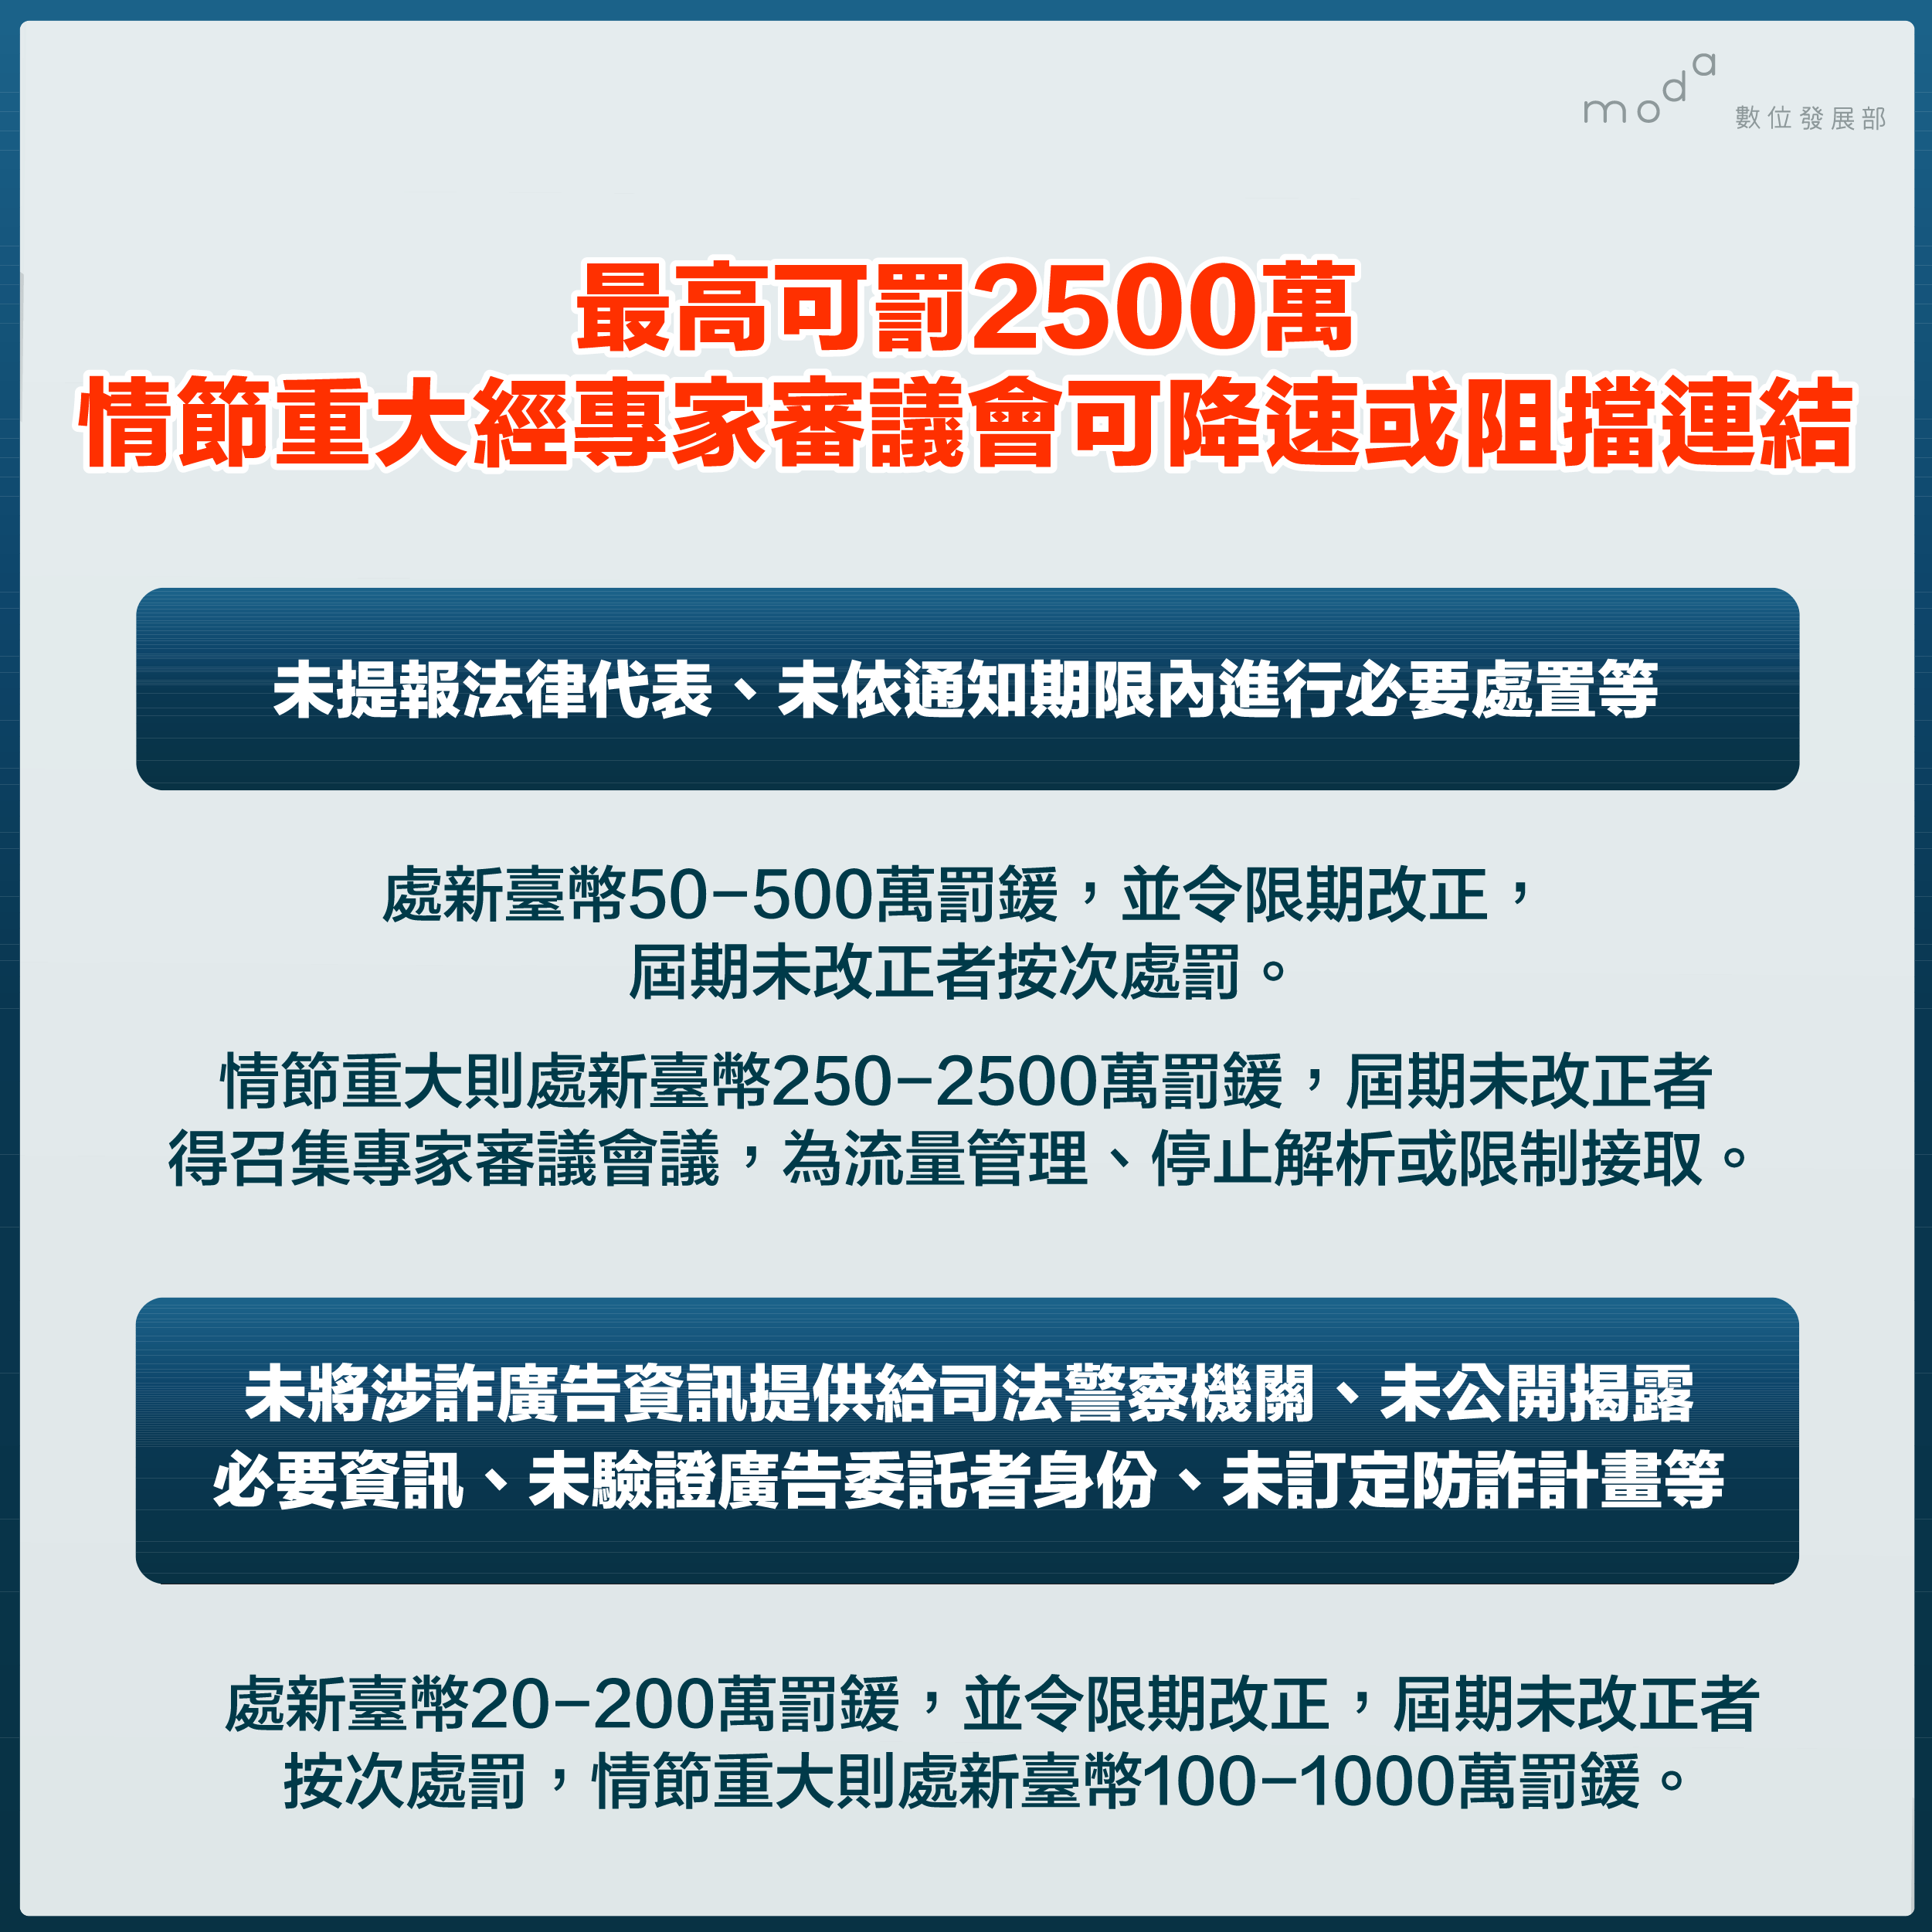 moda 數位發展部
最高可罰2500萬
情節重大經專家審議會可降速或阻擋連結
未提報法律代表、未依通知期限內進行必要處置等
處新臺幣50-500萬罰鍰，並令限期改正，
屆期未改正者按次處罰。
情節重大則處新臺幣250-2500萬罰鍰，屆期未改正者
得召集專家審議會議，為流量管理、停止解析或限制接取。
未將涉詐廣告資訊提供給司法警察機關、未公開揭露
必要資訊、未驗證廣告委託者身份、未訂定防詐計畫等
處新臺幣20-200萬罰鍰，並令限期改正，屆期未改正者
按次處罰，情節重大則處新臺幣100-1000萬罰鍰。